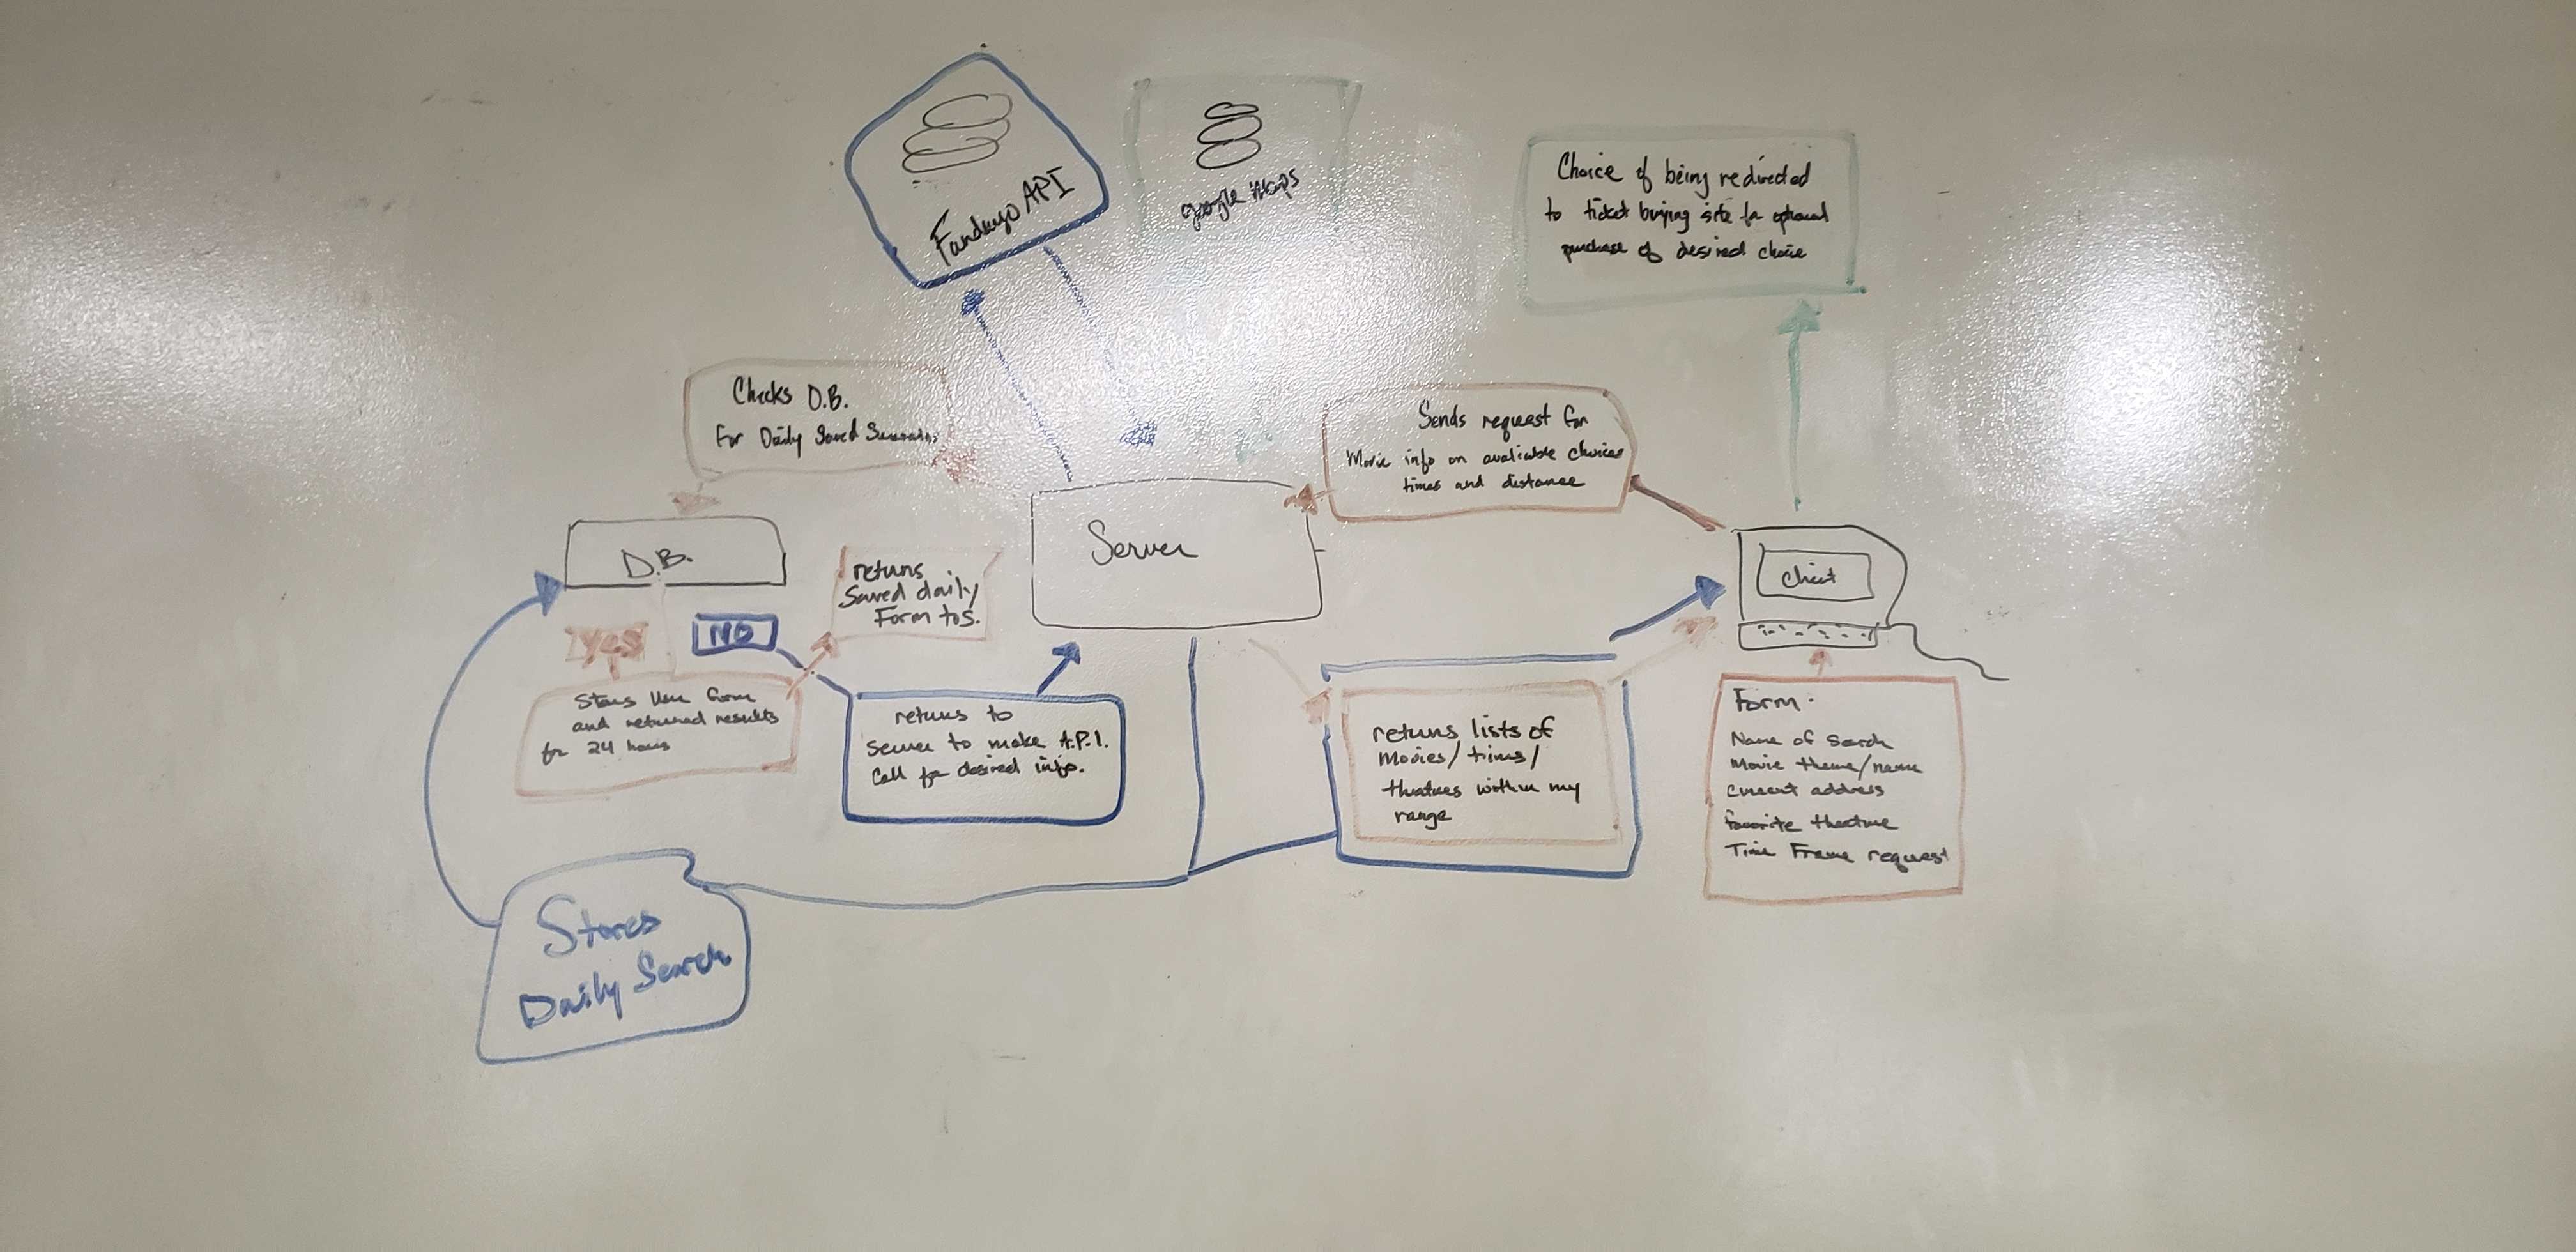 Fandango API
google Maps
Choice of being redirected
to ticket buying site for optional
purchase of desired choice
Checks D.B.
For Daily Saved
Sends request for
Movie info on avaliable choices
times and distance
Server
D.B.
returns
Saved daily
Form to S.
Client
Yes
NO
Stores User form
and returned results
for 24 hours
returns to
server to make A.P.I.
Call for desired info.
returns lists of
Movies/times/
theatres within my
range
Form:
Name of Search
Movie theme/name
current address
favorite theature
Time Frame request
Stores
Daily Search